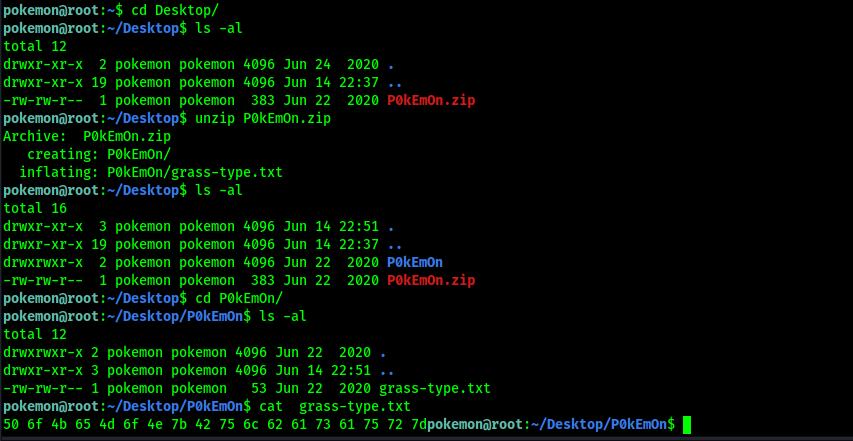 pokemon@root:~$ cd Desktop/
pokemon@root:~/Desktop$ ls -al
total 12
drwxr-xr-x  2 pokemon pokemon 4096 Jun 24  2020 .
drwxr-xr-x 19 pokemon pokemon 4096 Jun 14 22:37 ..
-rw-rw-r--  1 pokemon pokemon  383 Jun 22  2020 P0kEmOn.zip
pokemon@root:~/Desktop$ unzip P0kEmOn.zip
Archive:  P0kEmOn.zip
   creating: P0kEmOn/
  inflating: P0kEmOn/grass-type.txt
pokemon@root:~/Desktop$ ls -al
total 16
drwxr-xr-x  3 pokemon pokemon 4096 Jun 14 22:51 .
drwxr-xr-x 19 pokemon pokemon 4096 Jun 14 22:37 ..
drwxrwxr-x  2 pokemon pokemon 4096 Jun 22  2020 P0kEmOn
-rw-rw-r--  1 pokemon pokemon  383 Jun 22  2020 P0kEmOn.zip
pokemon@root:~/Desktop$ cd P0kEmOn/
pokemon@root:~/Desktop/P0kEmOn$ ls -al
total 12
drwxrwxr-x 2 pokemon pokemon 4096 Jun 22  2020 .
drwxr-xr-x 3 pokemon pokemon 4096 Jun 14 22:51 ..
-rw-rw-r-- 1 pokemon pokemon   53 Jun 22  2020 grass-type.txt
pokemon@root:~/Desktop/P0kEmOn$ cat  grass-type.txt
50 6f 4b 65 4d 6f 4e 7b 42 75 6c 62 61 73 61 75 72 7dpokemon@root:~/Desktop/P0kEmOn$